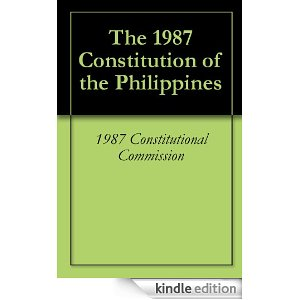 The 1987
Constitution of
the Philippines
1987 Constitutional
Commission
kindle edition